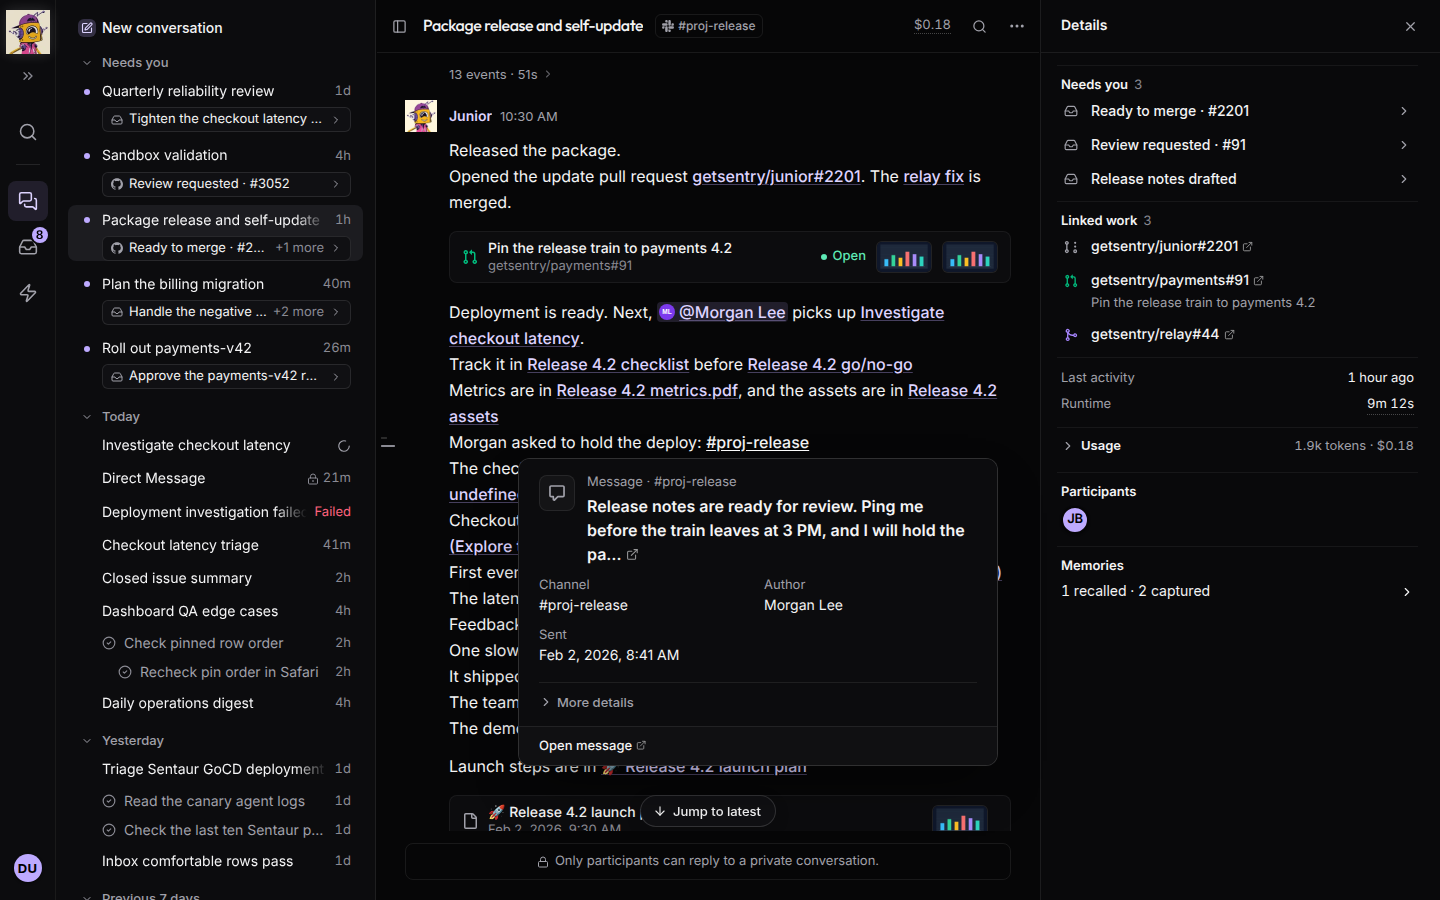 New conversation
Needs you
Quarterly reliability review 1d
Tighten the checkout latency ...
Sandbox validation 4h
Review requested · #3052
Package release and self-update 1h
Ready to merge · #2... +1 more
Plan the billing migration 40m
Handle the negative ... +2 more
Roll out payments-v42 26m
Approve the payments-v42 r...
Today
Investigate checkout latency
Direct Message 21m
Deployment investigation failed Failed
Checkout latency triage 41m
Closed issue summary 2h
Dashboard QA edge cases 4h
Check pinned row order 2h
Recheck pin order in Safari 2h
Daily operations digest 4h
Yesterday
Triage Sentaur GoCD deployment 1d
Read the canary agent logs 1d
Check the last ten Sentaur p... 1d
Inbox comfortable rows pass 1d
Previous 7 days
8
DU
Package release and self-update #proj-release $0.18
13 events · 51s
Junior 10:30 AM
Released the package.
Opened the update pull request getsentry/junior#2201. The relay fix is
merged.
Pin the release train to payments 4.2
getsentry/payments#91
Open
Deployment is ready. Next, ML @Morgan Lee picks up Investigate
checkout latency.
Track it in Release 4.2 checklist before Release 4.2 go/no-go
Metrics are in Release 4.2 metrics.pdf, and the assets are in Release 4.2
assets
Morgan asked to hold the deploy: #proj-release
The chec
undefine
Checkout
(Explore
First ever
)
The laten
Feedback
One slow
It shipped
The team
The dem
Message · #proj-release
Release notes are ready for review. Ping me
before the train leaves at 3 PM, and I will hold the
pa...
Channel Author
#proj-release Morgan Lee
Sent
Feb 2, 2026, 8:41 AM
More details
Open message
Launch steps are in 🚀 Release 4.2 launch plan
🚀 Release 4.2 launch
Feb 2, 2026, 9:30 AM
Jump to latest
Only participants can reply to a private conversation.
Details
Needs you 3
Ready to merge · #2201
Review requested · #91
Release notes drafted
Linked work 3
getsentry/junior#2201
getsentry/payments#91
Pin the release train to payments 4.2
getsentry/relay#44
Last activity 1 hour ago
Runtime 9m 12s
Usage 1.9k tokens · $0.18
Participants
JB
Memories
1 recalled · 2 captured